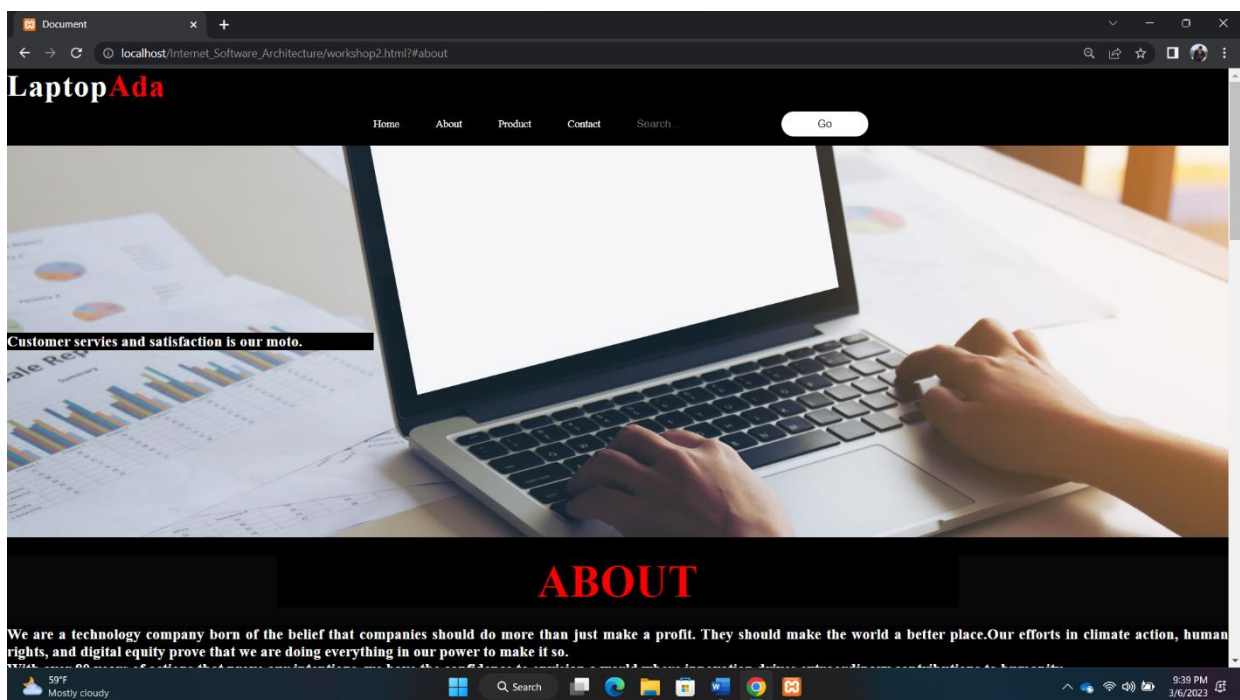 Document
localhost/Internet_Software_Architecture/workshop2.html?#about
LaptopAda
Home About Product Contact Search... Go
Customer servies and satisfaction is our moto.
ale Rep
Summary
ABOUT
We are a technology company born of the belief that companies should do more than just make a profit. They should make the world a better place.Our efforts in climate action, human
rights, and digital equity prove that we are doing everything in our power to make it so.
59°F
Mostly cloudy
Search
9:39 PM
3/6/2023